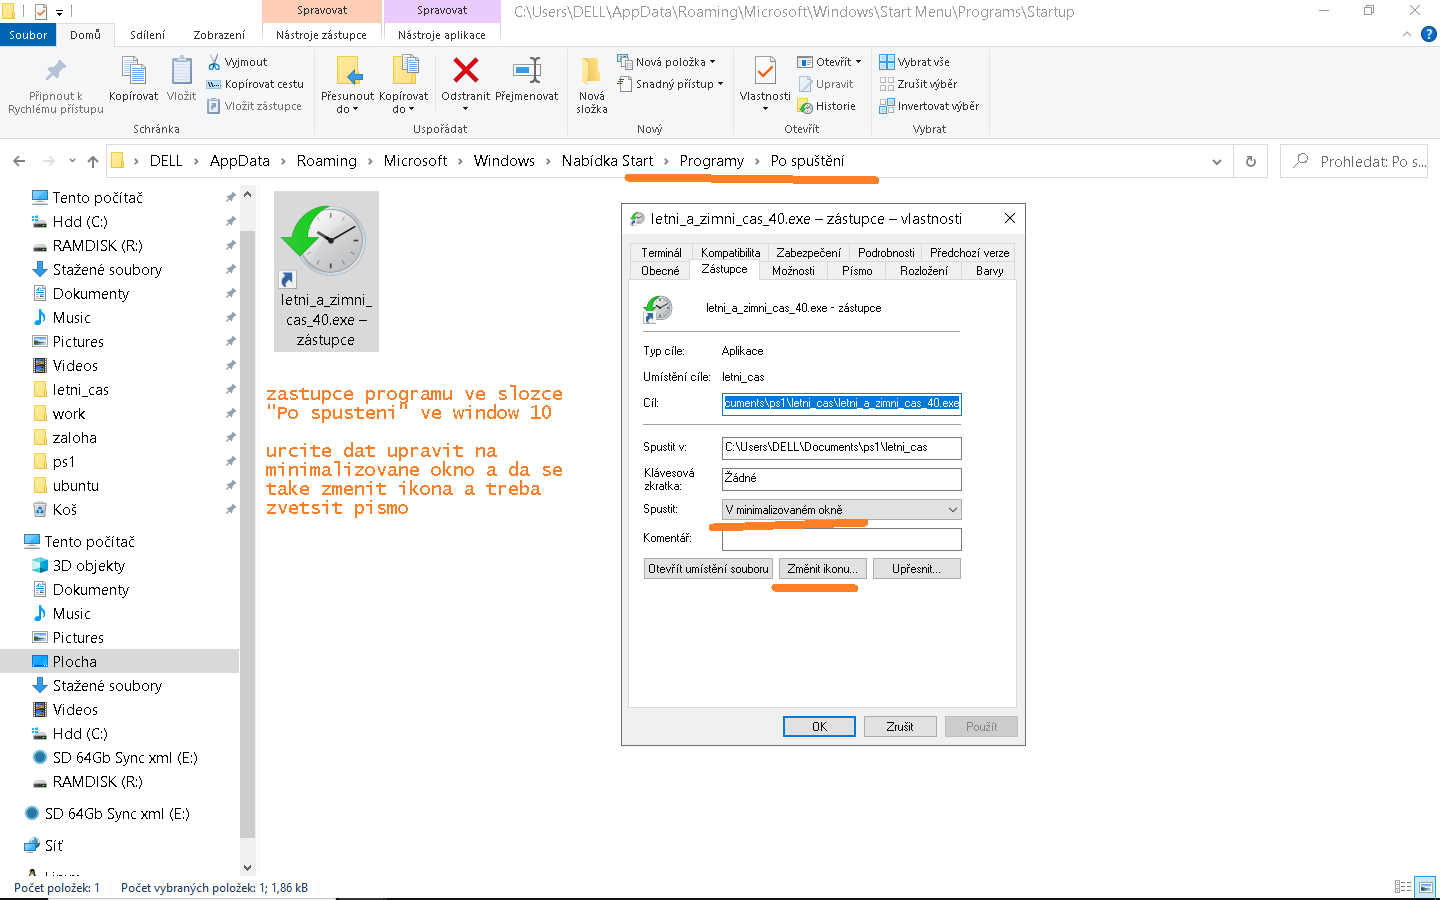 Spravovat
Spravovat
C:\Users\DELL\AppData\Roaming\Microsoft\Windows\Start Menu\Programs\Startup
Soubor
Domů
Sdílení
Zobrazení
Nástroje zástupce
Nástroje aplikace
Připnout k
Rychlému přístupu
Kopírovat
Vložit
Vyjmout
Kopírovat cestu
Vložit zástupce
Schránka
Přesunout
do
Kopírovat
do
Odstranit
Přejmenovat
Uspořádat
Nová
složka
Nová položka
Snadný přístup
Nový
Vlastnosti
Otevřít
Upravit
Historie
Otevřít
Vybrat vše
Zrušit výběr
Invertovat výběr
Vybrat
DELL › AppData › Roaming › Microsoft › Windows › Nabídka Start › Programy › Po spuštění
Prohledat: Po s...
Tento počítač
Hdd (C:)
RAMDISK (R:)
Stažené soubory
Dokumenty
Music
Pictures
Videos
letni_cas
work
zaloha
ps1
ubuntu
Koš
Tento počítač
3D objekty
Dokumenty
Music
Pictures
Plocha
Stažené soubory
Videos
Hdd (C:)
SD 64Gb Sync xml (E:)
RAMDISK (R:)
SD 64Gb Sync xml (E:)
Síť
letni_a_zimni_
cas_40.exe –
zástupce
zastupce programu ve slozce
"Po spusteni" ve window 10
urcite dat upravit na
minimalizovane okno a da se
take zmenit ikona a treba
zvetsit pismo
letni_a_zimni_cas_40.exe – zástupce – vlastnosti
Terminál
Kompatibilita
Zabezpečení
Podrobnosti
Předchozí verze
Obecné
Zástupce
Možnosti
Písmo
Rozložení
Barvy
letni_a_zimni_cas_40.exe - zástupce
Typ cíle: Aplikace
Umístění cíle: letni_cas
Cíl: cuments\ps1\letni_cas\letni_a_zimni_cas_40.exe
Spustit v: C:\Users\DELL\Documents\ps1\letni_cas
Klávesová
zkratka:
Žádné
Spustit: V minimalizovaném okně
Komentář:
Otevřít umístění souboru
Změnit ikonu...
Upřesnit...
OK
Zrušit
Použít
Počet položek: 1
Počet vybraných položek: 1; 1,86 kB